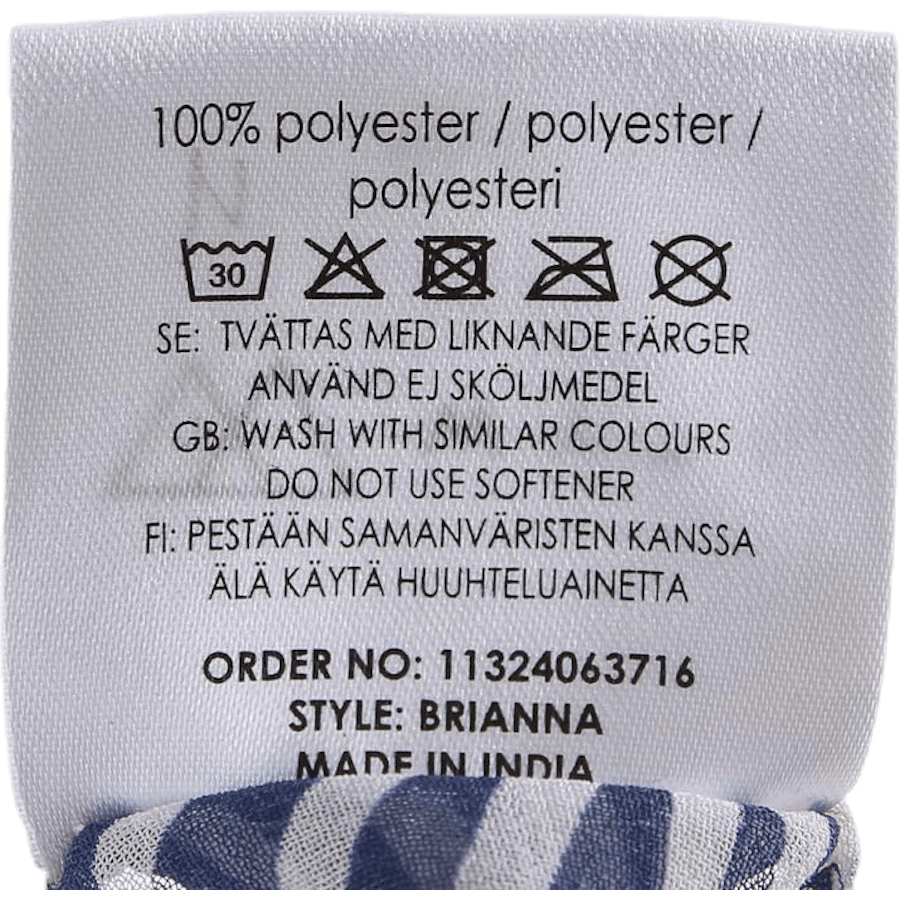 100% polyester / polyester /
polyesteri
30
SE: TVÄTTAS MED LIKNANDE FÄRGER
ANVÄND EJ SKÖLJMEDEL
GB: WASH WITH SIMILAR COLOURS
DO NOT USE SOFTENER
FI: PESTÄÄN SAMANVÄRISTEN KANSSA
ÄLÄ KÄYTÄ HUUHTELUAINETTA
ORDER NO: 11324063716
STYLE: BRIANNA
MADE IN INDIA